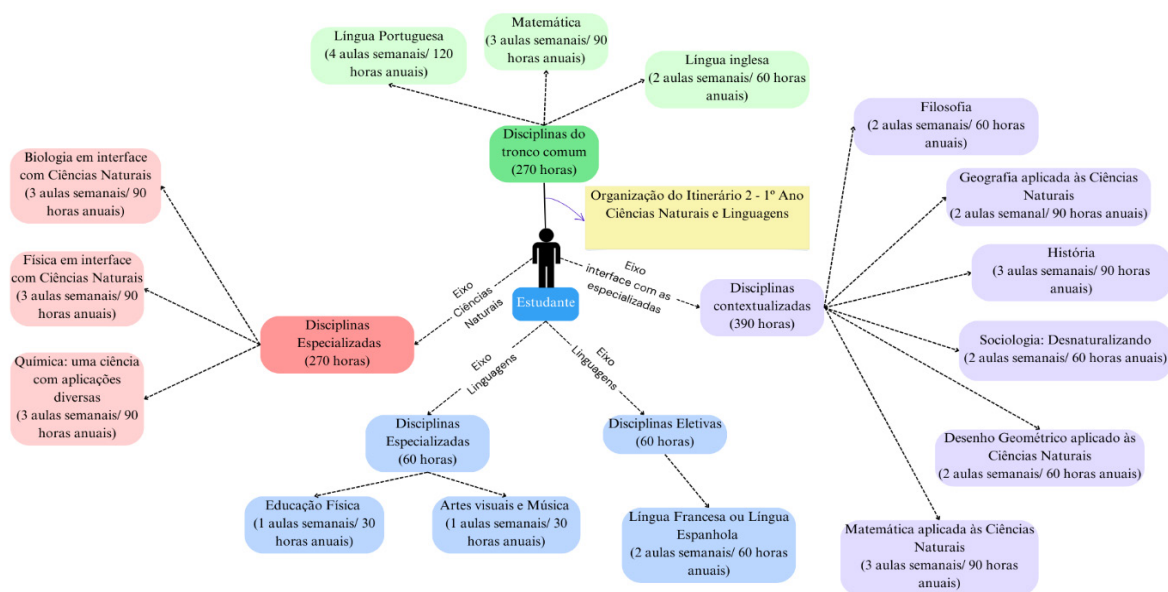 Língua Portuguesa
(4 aulas semanais/ 120
horas anuais)
Matemática
(3 aulas semanais/ 90
horas anuais)
Língua inglesa
(2 aulas semanais/ 60 horas
anuais)
Disciplinas do
tronco comum
(270 horas)
Organização do Itinerário 2 - 1º Ano
Ciências Naturais e Linguagens
Estudante
Eixo
Ciências
Naturais
Disciplinas
Especializadas
(270 horas)
Biologia em interface
com Ciências Naturais
(3 aulas semanais/ 90
horas anuais)
Física em interface
com Ciências Naturais
(3 aulas semanais/ 90
horas anuais)
Química: uma ciência
com aplicações
diversas
(3 aulas semanais/ 90
horas anuais)
Eixo
Linguagens
Disciplinas
Especializadas
(60 horas)
Educação Física
(1 aulas semanais/ 30
horas anuais)
Artes visuais e Música
(1 aulas semanais/ 30
horas anuais)
Eixo
Linguagens
Disciplinas Eletivas
(60 horas)
Língua Francesa ou Língua
Espanhola
(2 aulas semanais/ 60 horas
anuais)
Eixo
interface com as
especializadas
Disciplinas
contextualizadas
(390 horas)
Filosofia
(2 aulas semanais/ 60 horas
anuais)
Geografia aplicada às Ciências
Naturais
(2 aulas semanal/ 90 horas anuais)
História
(3 aulas semanais/ 90 horas
anuais)
Sociologia: Desnaturalizando
(2 aulas semanais/ 60 horas anuais)
Desenho Geométrico aplicado às
Ciências Naturais
(2 aulas semanais/ 60 horas anuais)
Matemática aplicada às Ciências
Naturais
(3 aulas semanais/ 90 horas
anuais)